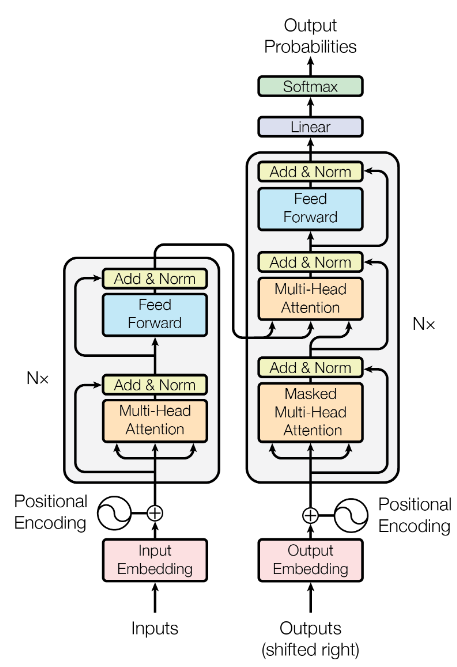 Output
Probabilities
Softmax
Linear
Add & Norm
Feed
Forward
Add & Norm
Multi-Head
Attention
Add & Norm
Masked
Multi-Head
Attention
N×
Positional
Encoding
Output
Embedding
Outputs
(shifted right)
Add & Norm
Feed
Forward
Add & Norm
Multi-Head
Attention
N×
Positional
Encoding
Input
Embedding
Inputs